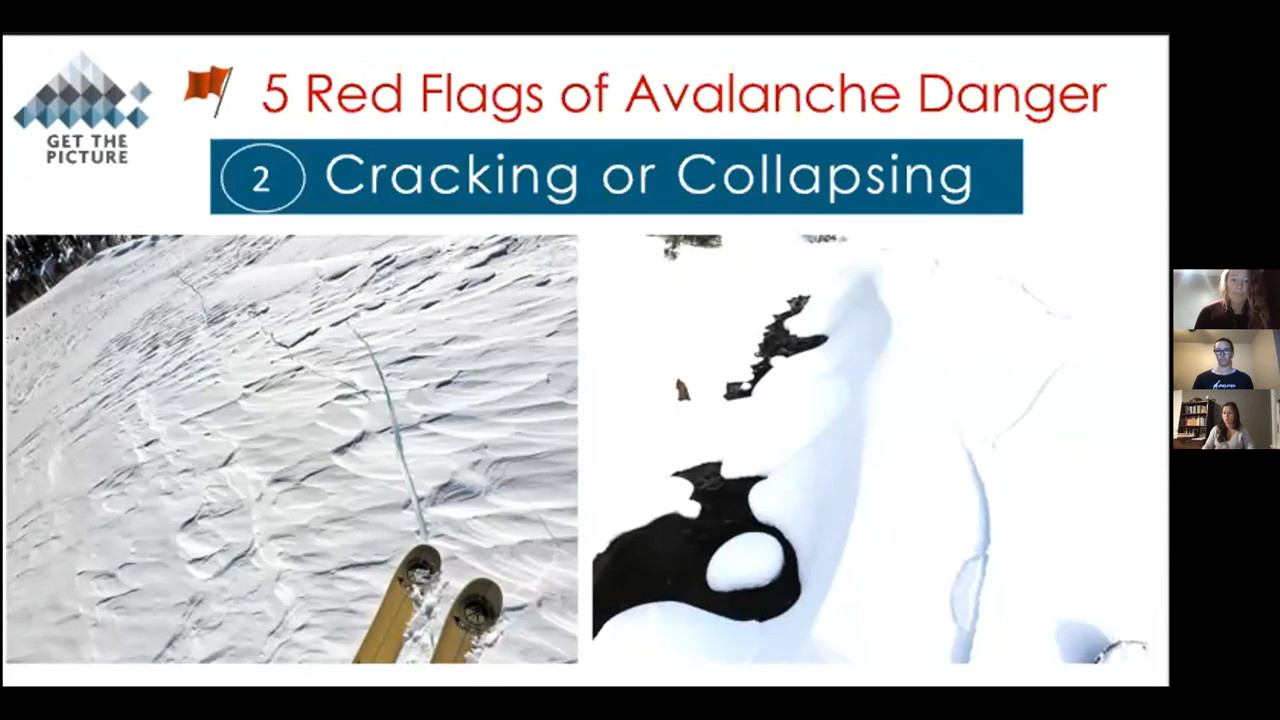 5 Red Flags of Avalanche Danger
GET THE
PICTURE
2 Cracking or Collapsing